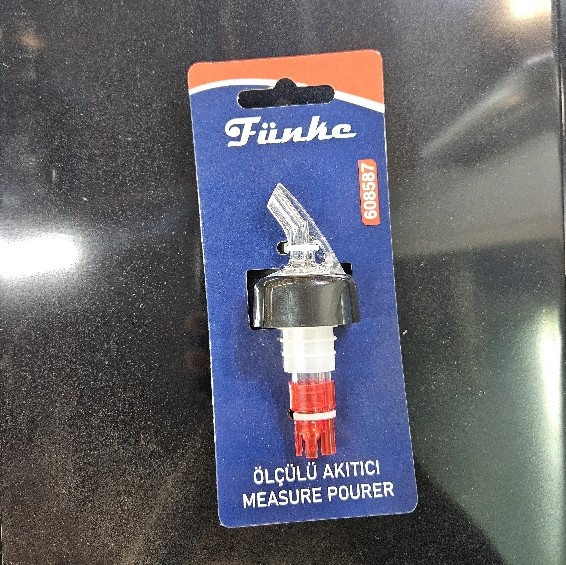 Fünke
608587
ÖLÇÜLÜ AKITICI
MEASURE POURER